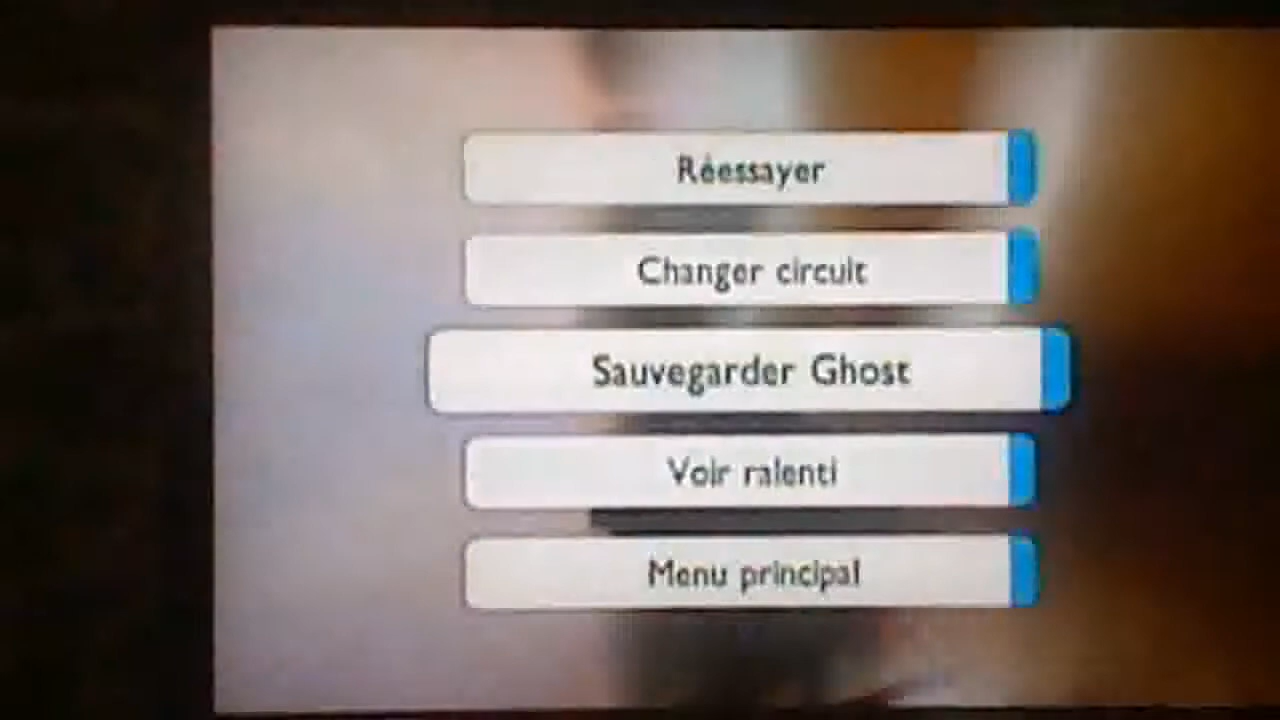 Réessayer
Changer circuit
Sauvegarder Ghost
Voir ralenti
Menu principal